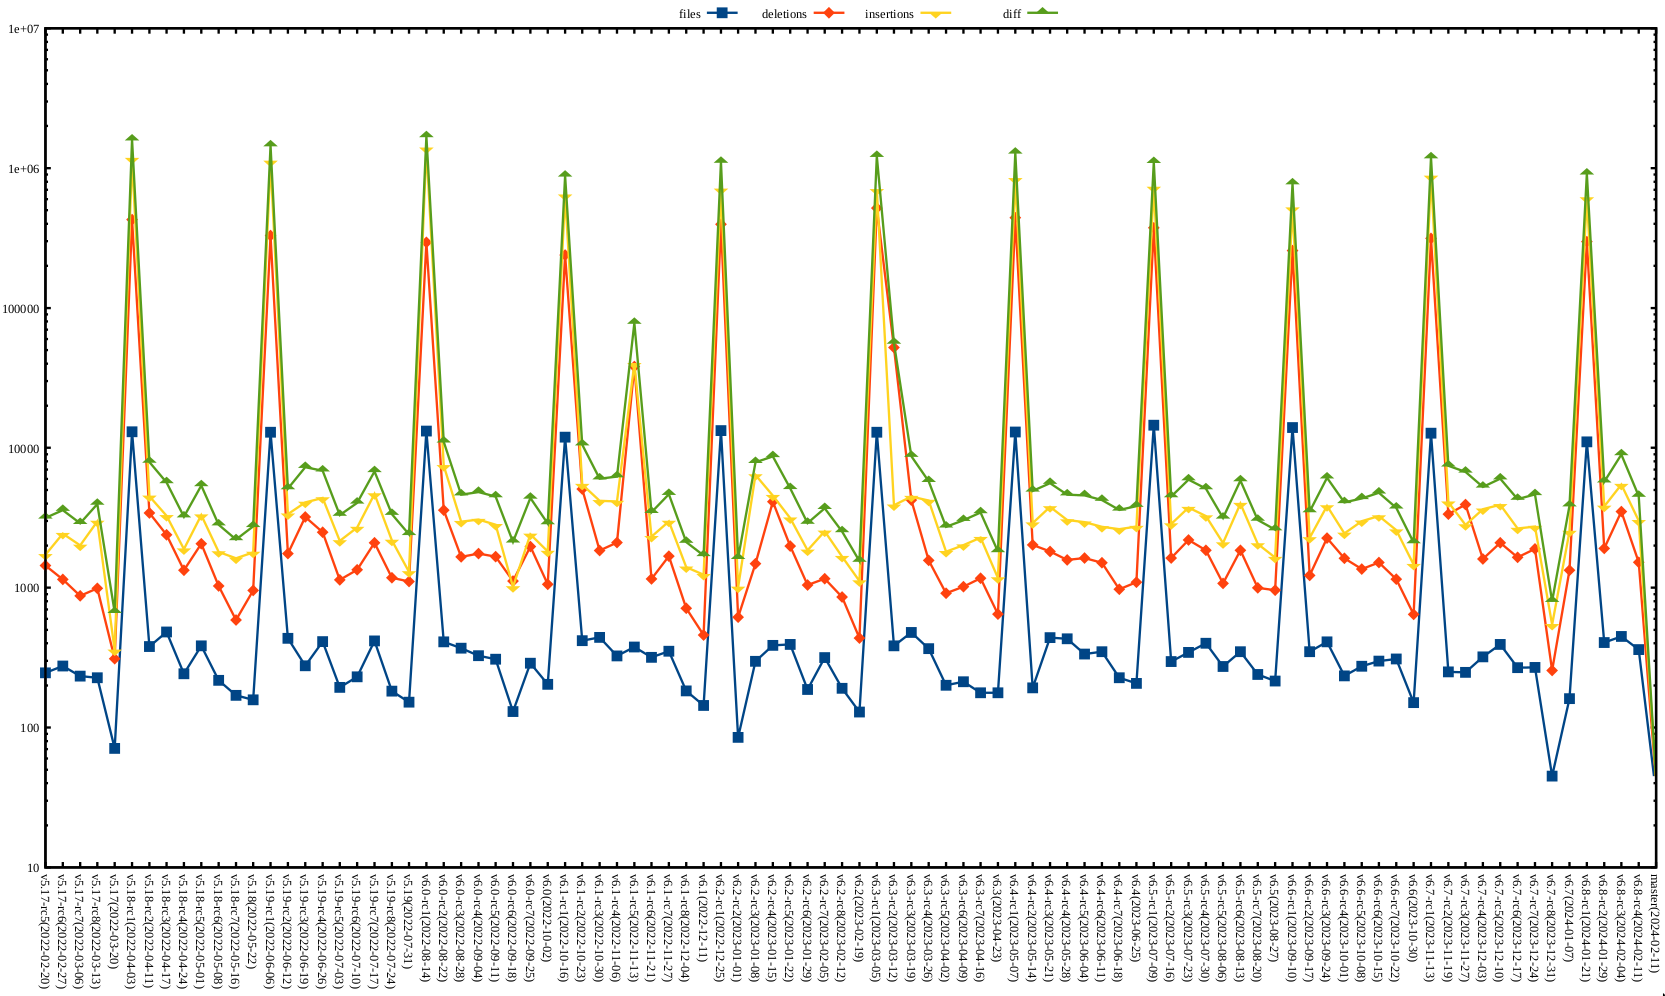 files deletions insertions diff
1e+07
1e+06
100000
10000
1000
100
10
v5.17-rc5(2022-02-20)
v5.17-rc6(2022-02-27)
v5.17-rc7(2022-03-06)
v5.17-rc8(2022-03-13)
v5.17(2022-03-20)
v5.18-rc1(2022-04-03)
v5.18-rc2(2022-04-11)
v5.18-rc3(2022-04-17)
v5.18-rc4(2022-04-24)
v5.18-rc5(2022-05-01)
v5.18-rc6(2022-05-08)
v5.18-rc7(2022-05-16)
v5.18(2022-05-22)
v5.19-rc1(2022-06-06)
v5.19-rc2(2022-06-12)
v5.19-rc3(2022-06-19)
v5.19-rc4(2022-06-26)
v5.19-rc5(2022-07-03)
v5.19-rc6(2022-07-10)
v5.19-rc7(2022-07-17)
v5.19-rc8(2022-07-24)
v5.19(2022-07-31)
v6.0-rc1(2022-08-14)
v6.0-rc2(2022-08-22)
v6.0-rc3(2022-08-28)
v6.0-rc4(2022-09-04)
v6.0-rc5(2022-09-11)
v6.0-rc6(2022-09-18)
v6.0-rc7(2022-09-25)
v6.0(2022-10-02)
v6.1-rc1(2022-10-16)
v6.1-rc2(2022-10-23)
v6.1-rc3(2022-10-30)
v6.1-rc4(2022-11-06)
v6.1-rc5(2022-11-13)
v6.1-rc6(2022-11-21)
v6.1-rc7(2022-11-27)
v6.1-rc8(2022-12-04)
v6.1(2022-12-11)
v6.2-rc1(2022-12-25)
v6.2-rc2(2023-01-01)
v6.2-rc3(2023-01-08)
v6.2-rc4(2023-01-15)
v6.2-rc5(2023-01-22)
v6.2-rc6(2023-01-29)
v6.2-rc7(2023-02-05)
v6.2-rc8(2023-02-12)
v6.2(2023-02-19)
v6.3-rc1(2023-03-05)
v6.3-rc2(2023-03-12)
v6.3-rc3(2023-03-19)
v6.3-rc4(2023-03-26)
v6.3-rc5(2023-04-02)
v6.3-rc6(2023-04-09)
v6.3-rc7(2023-04-16)
v6.3(2023-04-23)
v6.4-rc1(2023-05-07)
v6.4-rc2(2023-05-14)
v6.4-rc3(2023-05-21)
v6.4-rc4(2023-05-28)
v6.4-rc5(2023-06-04)
v6.4-rc6(2023-06-11)
v6.4-rc7(2023-06-18)
v6.4(2023-06-25)
v6.5-rc1(2023-07-09)
v6.5-rc2(2023-07-16)
v6.5-rc3(2023-07-23)
v6.5-rc4(2023-07-30)
v6.5-rc5(2023-08-06)
v6.5-rc6(2023-08-13)
v6.5-rc7(2023-08-20)
v6.5(2023-08-27)
v6.6-rc1(2023-09-10)
v6.6-rc2(2023-09-17)
v6.6-rc3(2023-09-24)
v6.6-rc4(2023-10-01)
v6.6-rc5(2023-10-08)
v6.6-rc6(2023-10-15)
v6.6-rc7(2023-10-22)
v6.6(2023-10-30)
v6.7-rc1(2023-11-13)
v6.7-rc2(2023-11-19)
v6.7-rc3(2023-11-27)
v6.7-rc4(2023-12-03)
v6.7-rc5(2023-12-10)
v6.7-rc6(2023-12-17)
v6.7-rc7(2023-12-24)
v6.7-rc8(2023-12-31)
v6.7(2024-01-07)
v6.8-rc1(2024-01-21)
v6.8-rc2(2024-01-29)
v6.8-rc3(2024-02-04)
v6.8-rc4(2024-02-11)
master(2024-02-11)